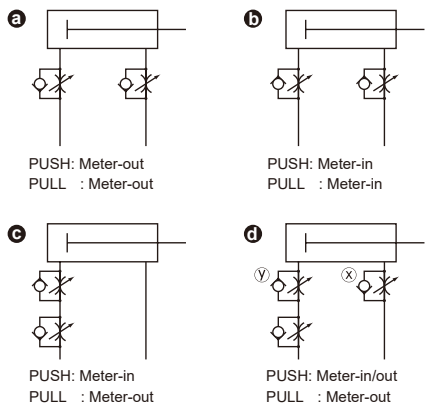 a
PUSH: Meter-out
PULL : Meter-out
b
PUSH: Meter-in
PULL : Meter-in
c
PUSH: Meter-in
PULL : Meter-out
d
y
x
PUSH: Meter-in/out
PULL : Meter-out